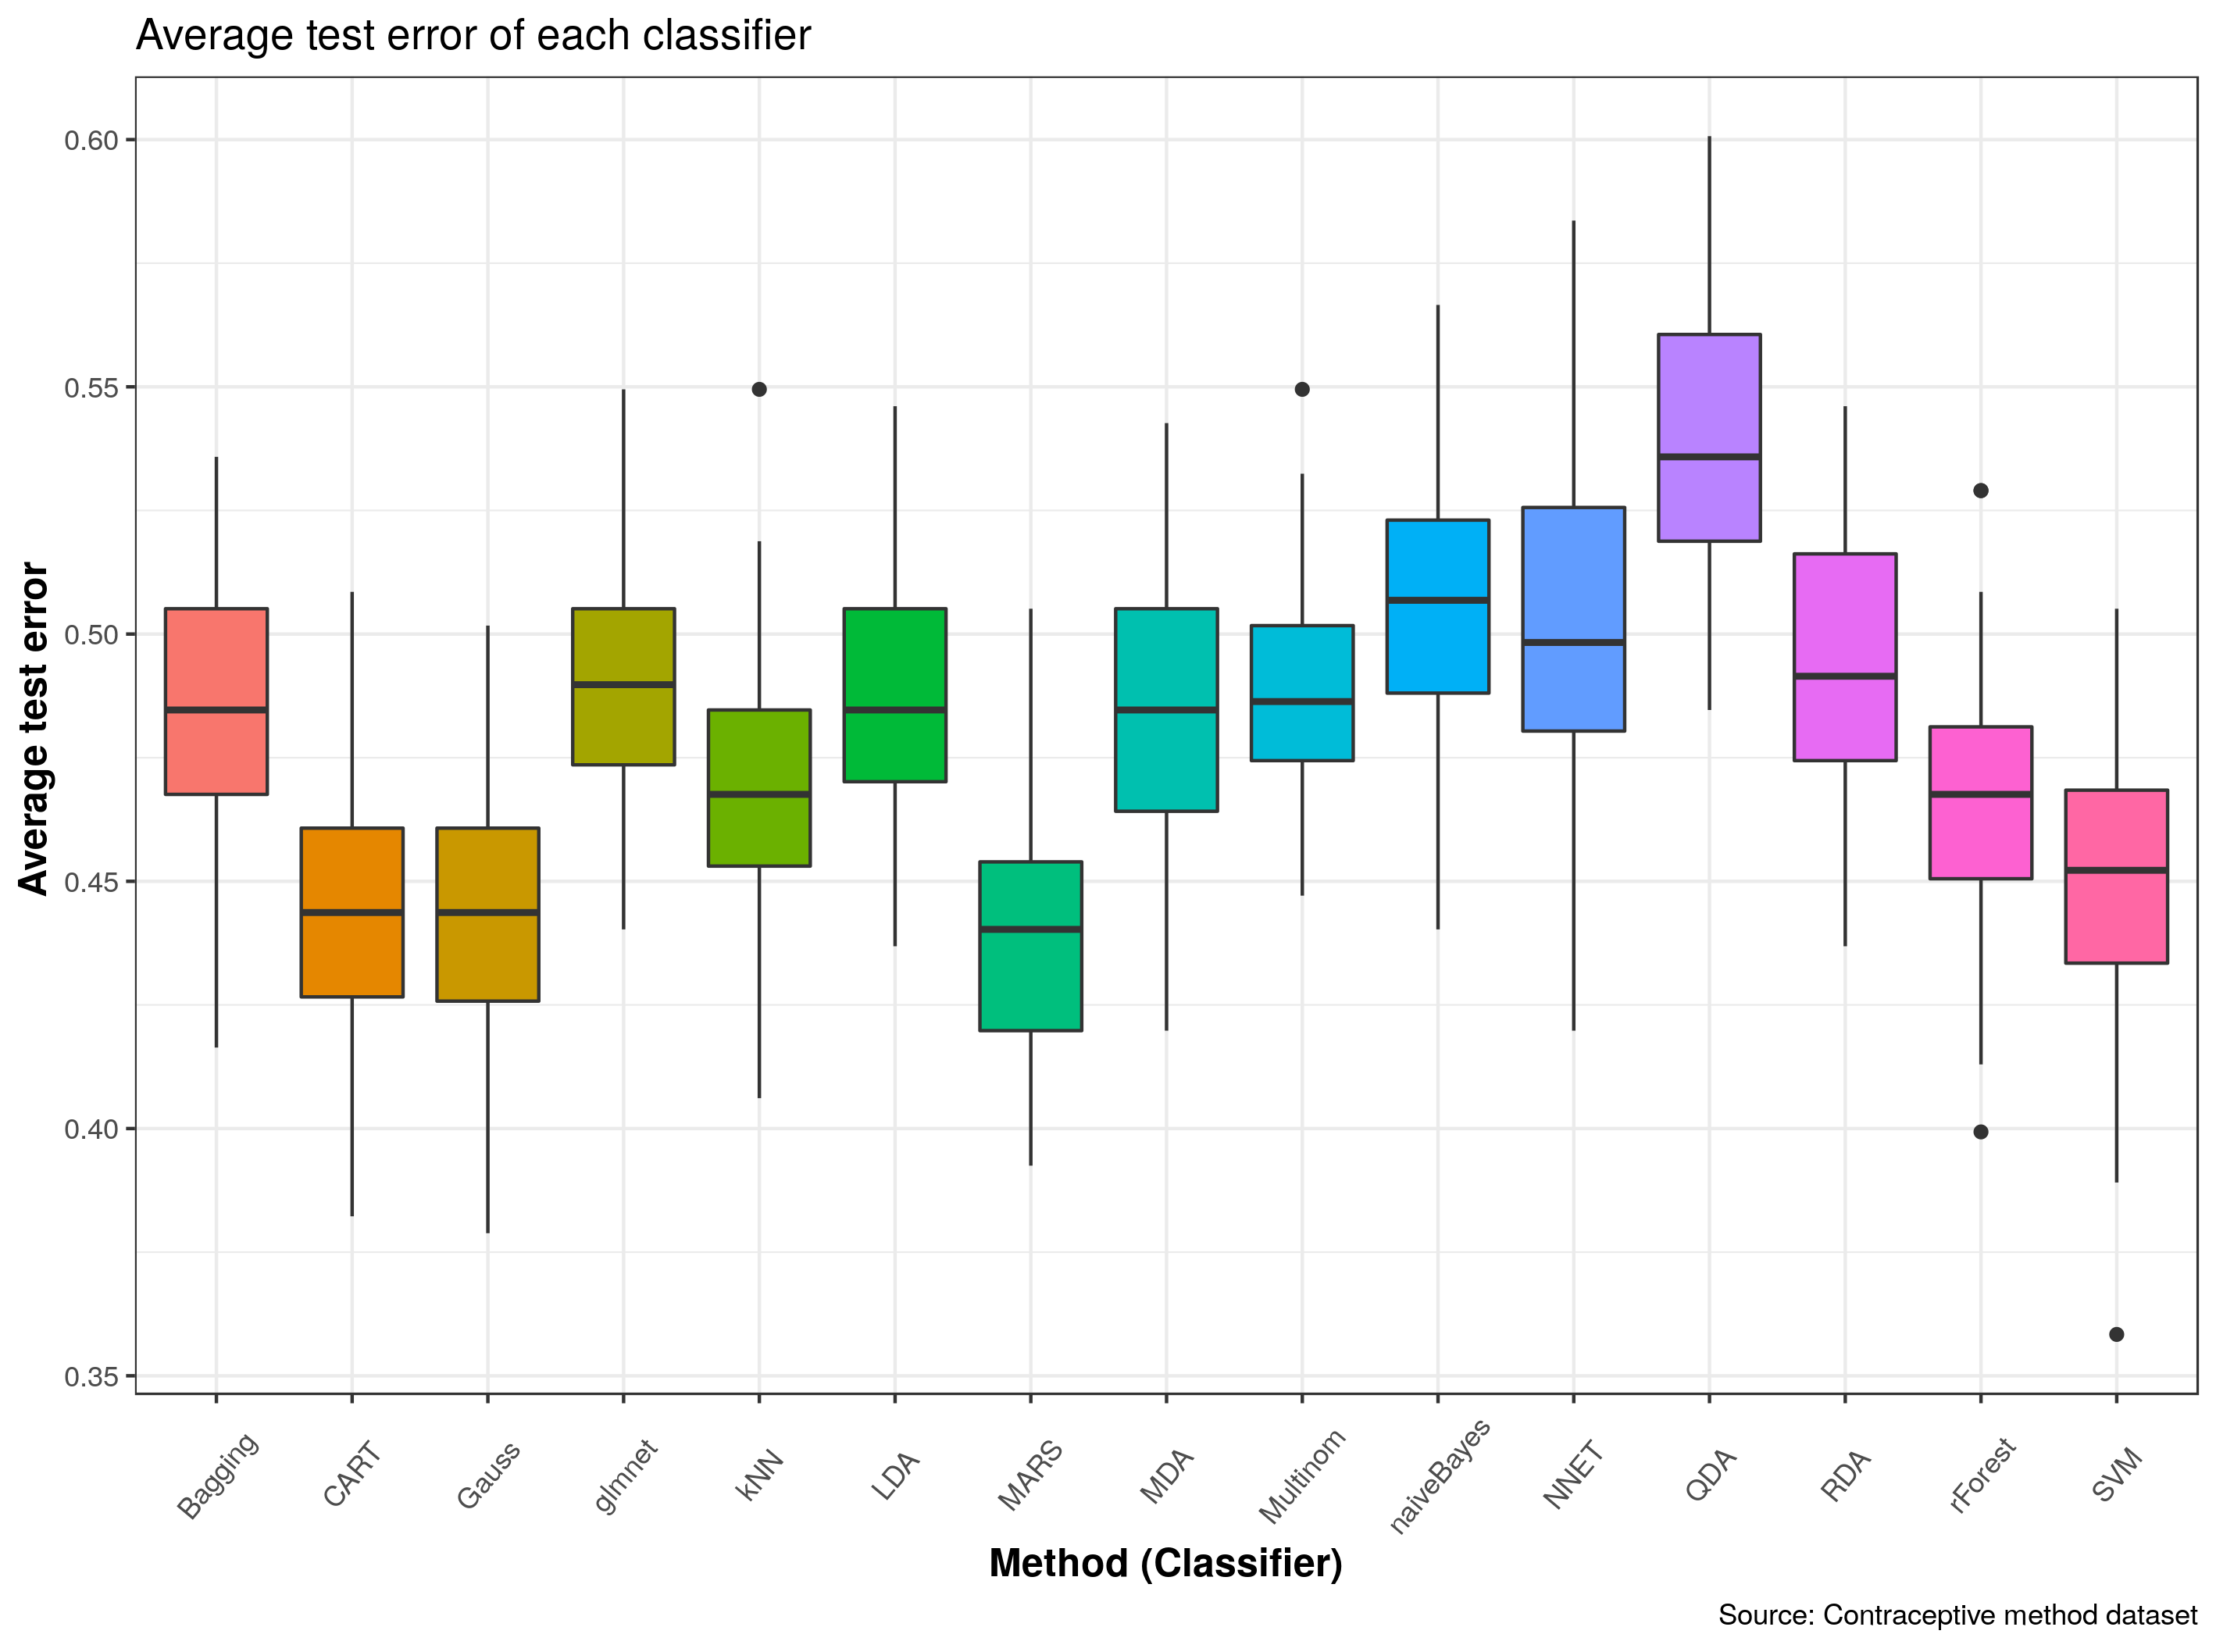 Average test error of each classifier
Average test error
0.60
0.55
0.50
0.45
0.40
0.35
Bagging
CART
Gauss
glmnet
kNN
LDA
MARS
MDA
Multinom
naiveBayes
NNET
QDA
RDA
rForest
SVM
Method (Classifier)
Source: Contraceptive method dataset